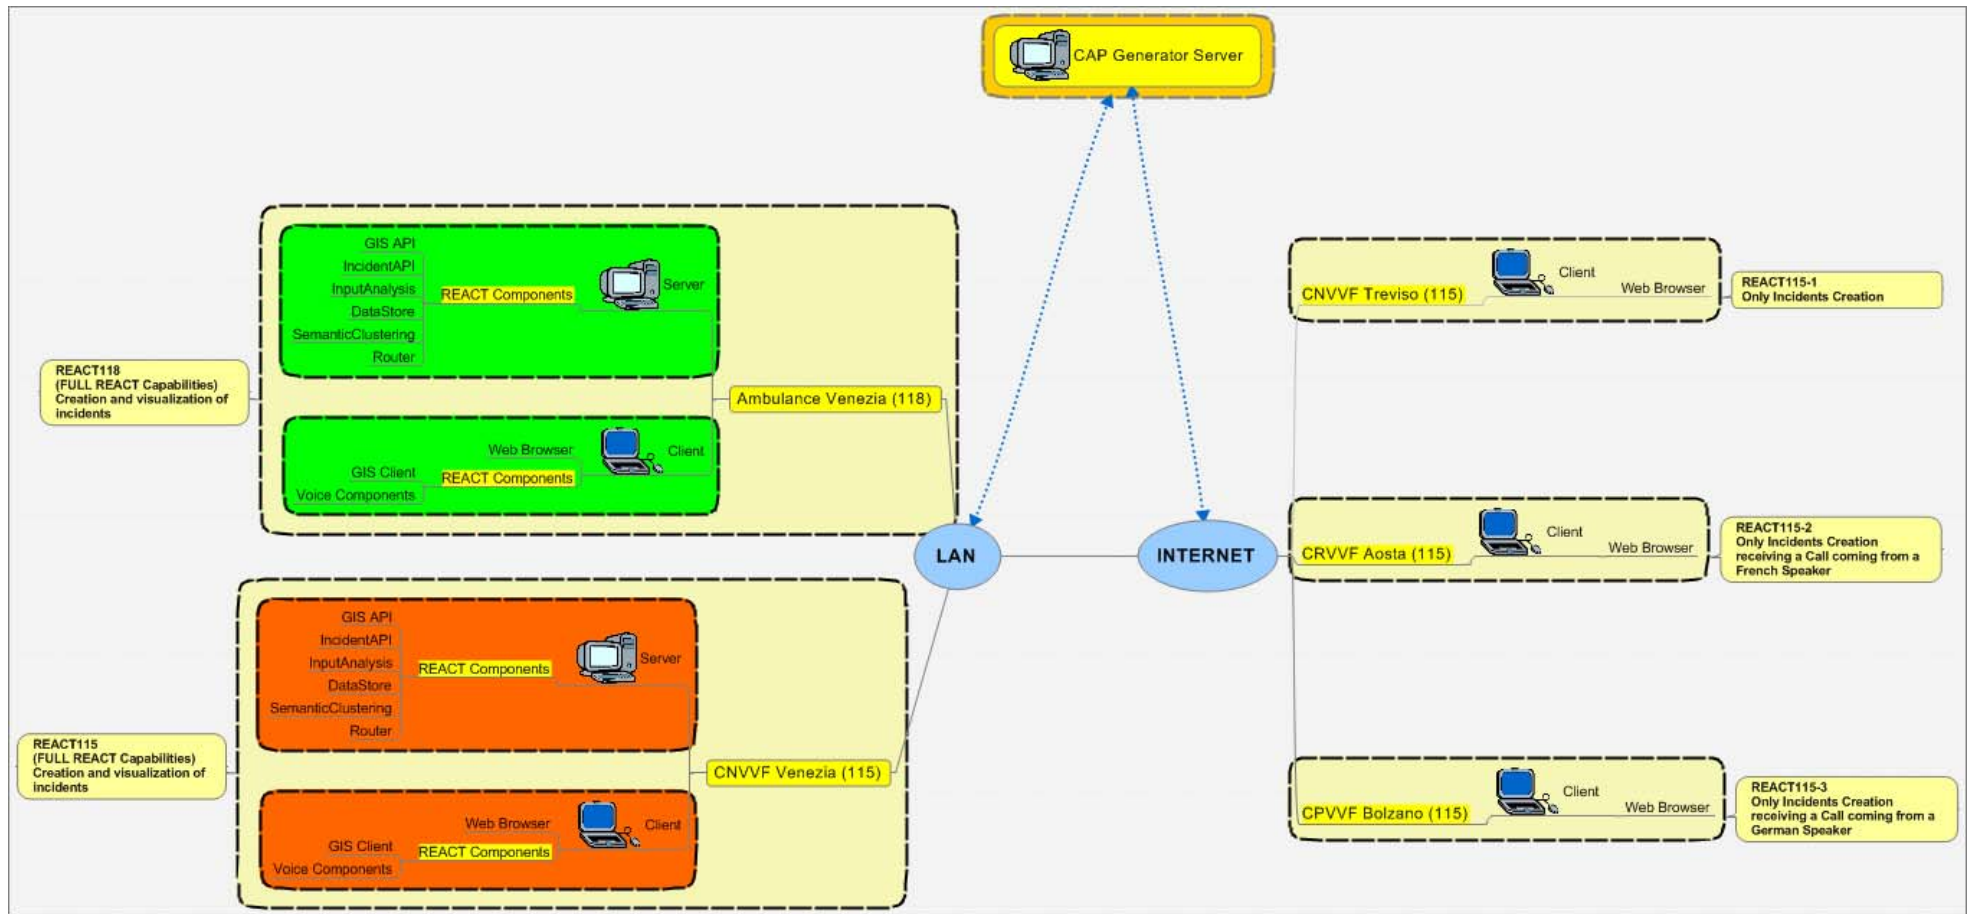 CAP Generator Server
GIS API
IncidentAPI
InputAnalysis
DataStore
SemanticClustering
Router
REACT Components
Server
REACT118
(FULL REACT Capabilities)
Creation and visualization of
incidents
Ambulance Venezia (118)
Web Browser
GIS Client
Voice Components
REACT Components
Client
LAN
INTERNET
GIS API
IncidentAPI
InputAnalysis
DataStore
SemanticClustering
Router
REACT Components
Server
REACT115
(FULL REACT Capabilities)
Creation and visualization of
incidents
CNVVF Venezia (115)
Web Browser
GIS Client
Voice Components
REACT Components
Client
CNVVF Treviso (115)
Client
Web Browser
REACT115-1
Only Incidents Creation
CRVVF Aosta (115)
Client
Web Browser
REACT115-2
Only Incidents Creation
receiving a Call coming from a
French Speaker
CPVVF Bolzano (115)
Client
Web Browser
REACT115-3
Only Incidents Creation
receiving a Call coming from a
German Speaker